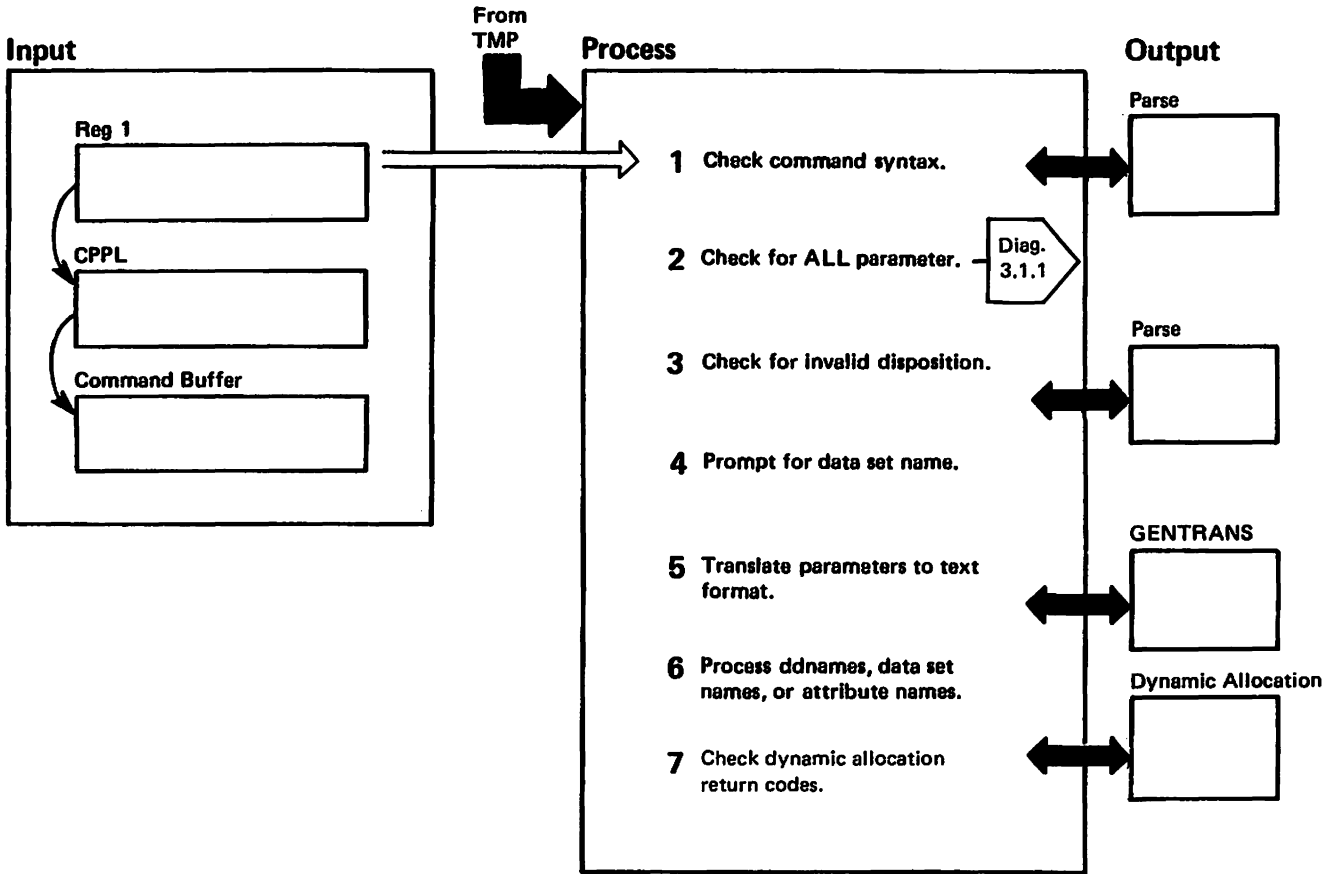 From
TMP
Input
Process
Output
Reg 1
CPPL
Command Buffer
1 Check command syntax.
2 Check for ALL parameter.
Diag.
3.1.1
3 Check for invalid disposition.
4 Prompt for data set name.
5 Translate parameters to text
format.
6 Process ddnames, data set
names, or attribute names.
7 Check dynamic allocation
return codes.
Parse
Parse
GENTRANS
Dynamic Allocation